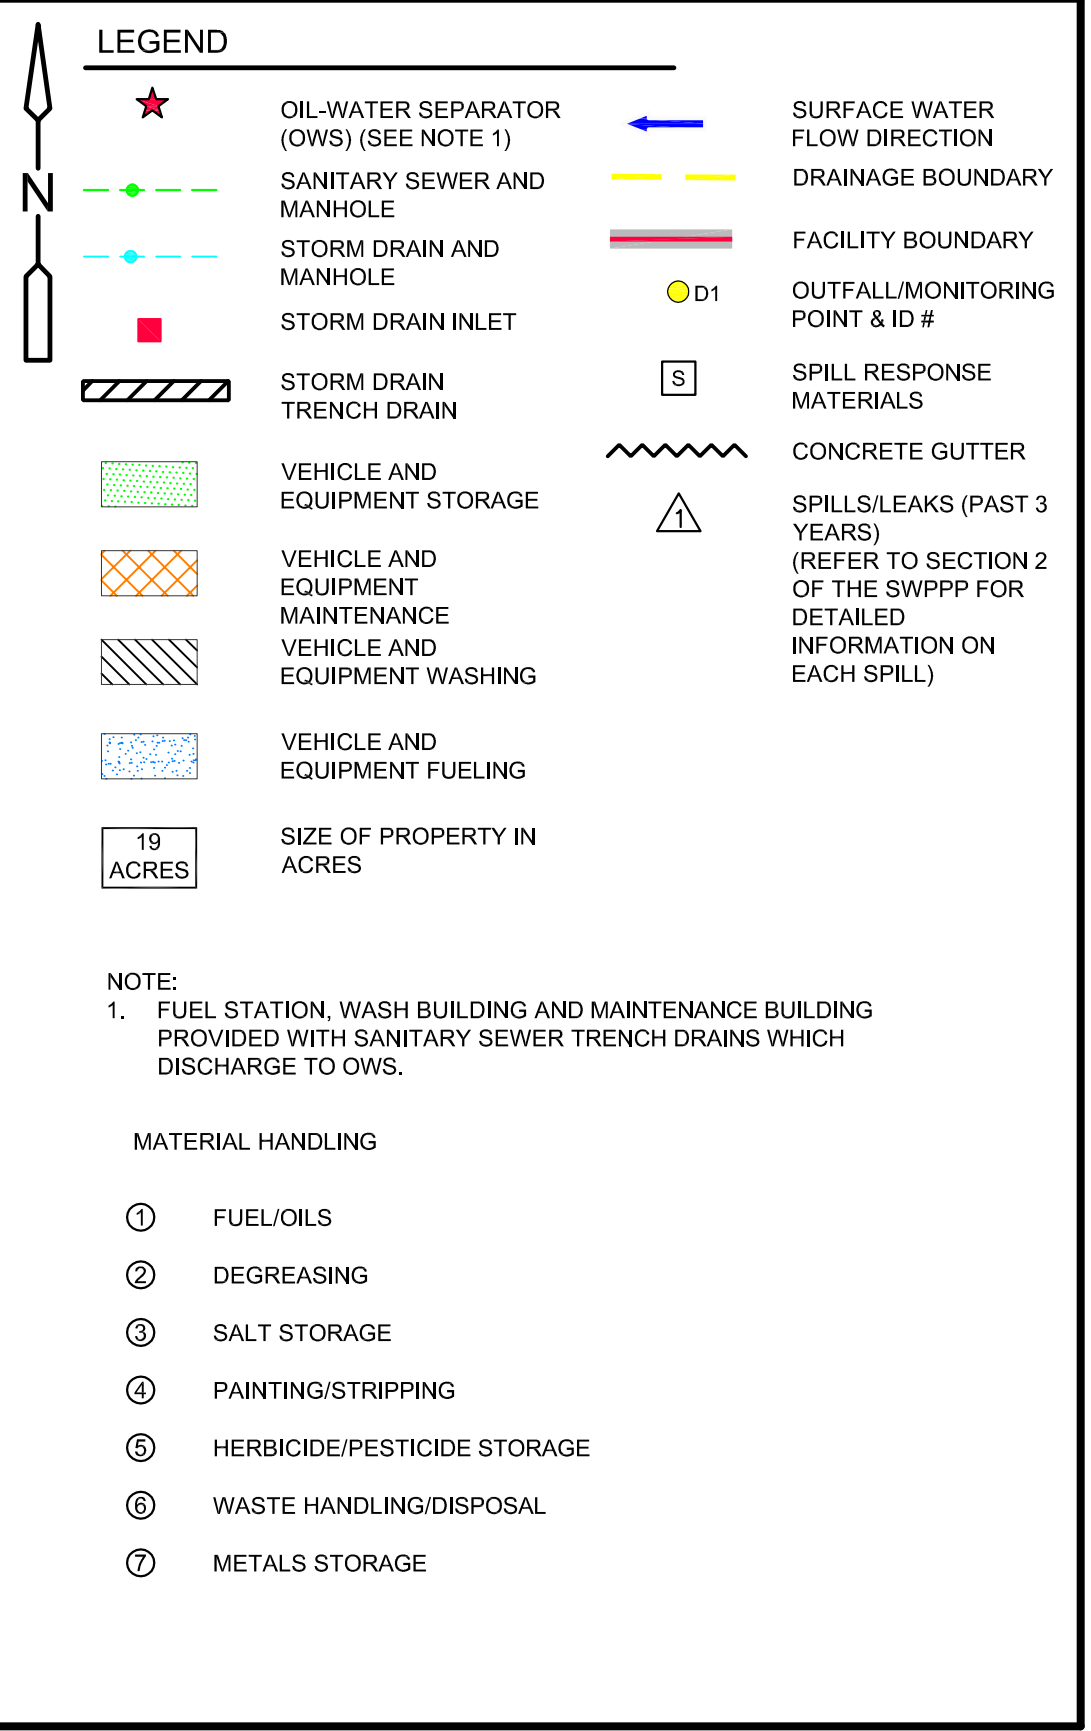 LEGEND
N
OIL-WATER SEPARATOR
(OWS) (SEE NOTE 1)
SANITARY SEWER AND
MANHOLE
STORM DRAIN AND
MANHOLE
STORM DRAIN INLET
STORM DRAIN
TRENCH DRAIN
VEHICLE AND
EQUIPMENT STORAGE
VEHICLE AND
EQUIPMENT
MAINTENANCE
VEHICLE AND
EQUIPMENT WASHING
VEHICLE AND
EQUIPMENT FUELING
19
ACRES
SIZE OF PROPERTY IN
ACRES
SURFACE WATER
FLOW DIRECTION
DRAINAGE BOUNDARY
FACILITY BOUNDARY
D1
OUTFALL/MONITORING
POINT & ID #
S
SPILL RESPONSE
MATERIALS
CONCRETE GUTTER
1
SPILLS/LEAKS (PAST 3
YEARS)
(REFER TO SECTION 2
OF THE SWPPP FOR
DETAILED
INFORMATION ON
EACH SPILL)
NOTE:
1. FUEL STATION, WASH BUILDING AND MAINTENANCE BUILDING
PROVIDED WITH SANITARY SEWER TRENCH DRAINS WHICH
DISCHARGE TO OWS.
MATERIAL HANDLING
1 FUEL/OILS
2 DEGREASING
3 SALT STORAGE
4 PAINTING/STRIPPING
5 HERBICIDE/PESTICIDE STORAGE
6 WASTE HANDLING/DISPOSAL
7 METALS STORAGE